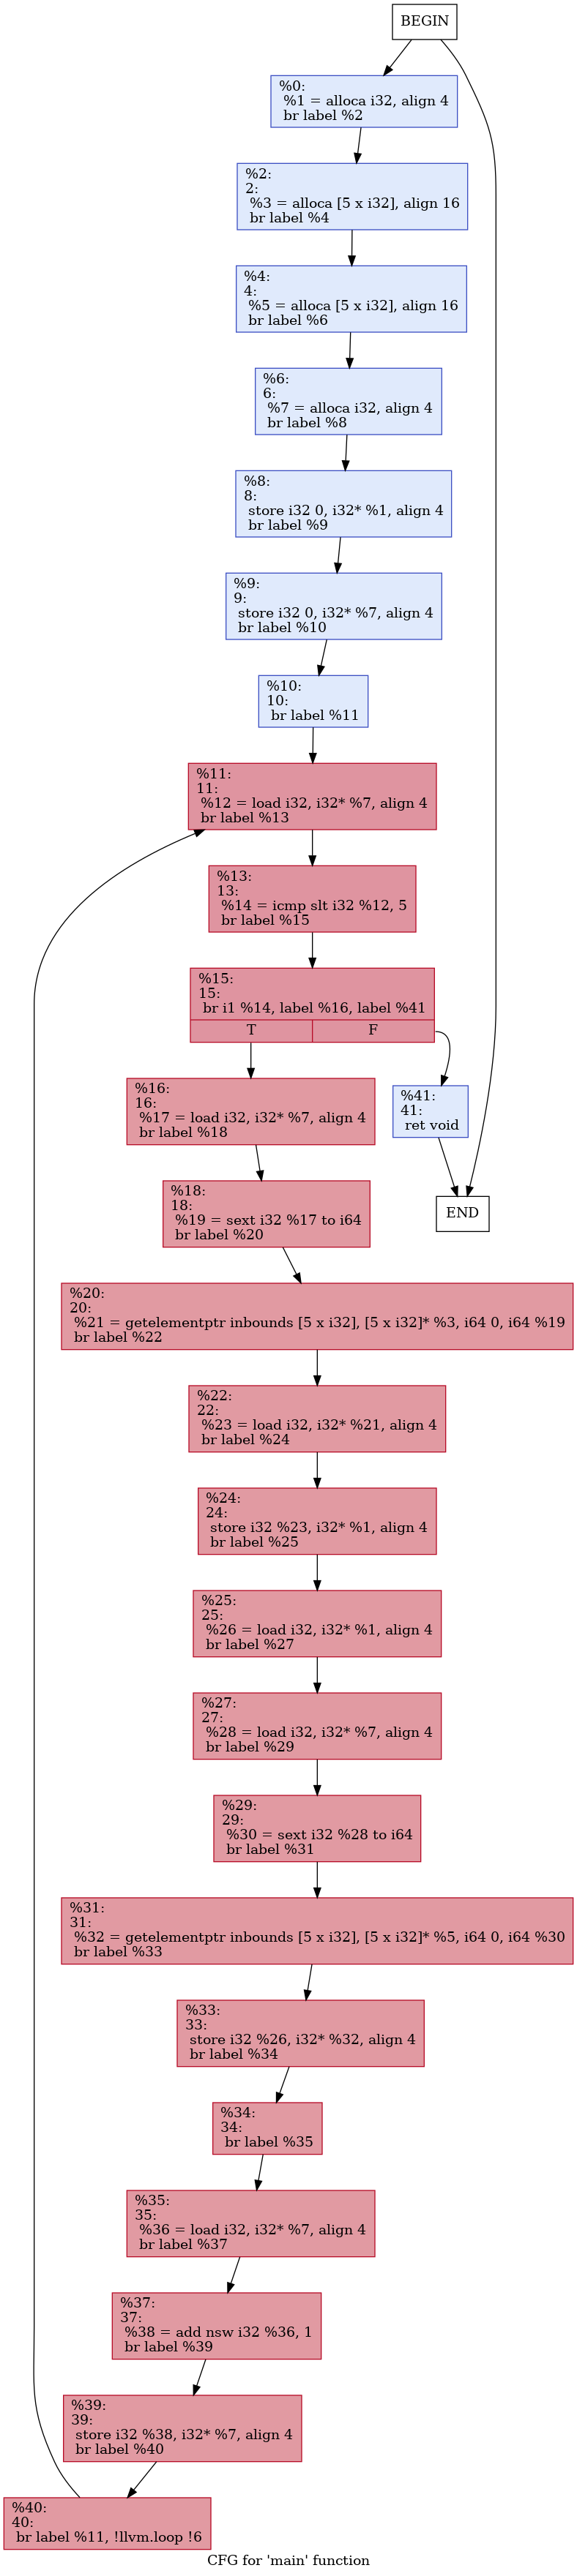 BEGIN
%0:
%1 = alloca i32, align 4
br label %2
%2:
2:
%3 = alloca [5 x i32], align 16
br label %4
%4:
4:
%5 = alloca [5 x i32], align 16
br label %6
%6:
6:
%7 = alloca i32, align 4
br label %8
%8:
8:
store i32 0, i32* %1, align 4
br label %9
%9:
9:
store i32 0, i32* %7, align 4
br label %10
%10:
10:
br label %11
%11:
11:
%12 = load i32, i32* %7, align 4
br label %13
%13:
13:
%14 = icmp slt i32 %12, 5
br label %15
%15:
15:
br i1 %14, label %16, label %41
T F
%16:
16:
%17 = load i32, i32* %7, align 4
br label %18
%41:
41:
ret void
%18:
18:
%19 = sext i32 %17 to i64
br label %20
END
%20:
20:
%21 = getelementptr inbounds [5 x i32], [5 x i32]* %3, i64 0, i64 %19
br label %22
%22:
22:
%23 = load i32, i32* %21, align 4
br label %24
%24:
24:
store i32 %23, i32* %1, align 4
br label %25
%25:
25:
%26 = load i32, i32* %1, align 4
br label %27
%27:
27:
%28 = load i32, i32* %7, align 4
br label %29
%29:
29:
%30 = sext i32 %28 to i64
br label %31
%31:
31:
%32 = getelementptr inbounds [5 x i32], [5 x i32]* %5, i64 0, i64 %30
br label %33
%33:
33:
store i32 %26, i32* %32, align 4
br label %34
%34:
34:
br label %35
%35:
35:
%36 = load i32, i32* %7, align 4
br label %37
%37:
37:
%38 = add nsw i32 %36, 1
br label %39
%39:
39:
store i32 %38, i32* %7, align 4
br label %40
%40:
40:
br label %11, !llvm.loop !6
CFG for 'main' function